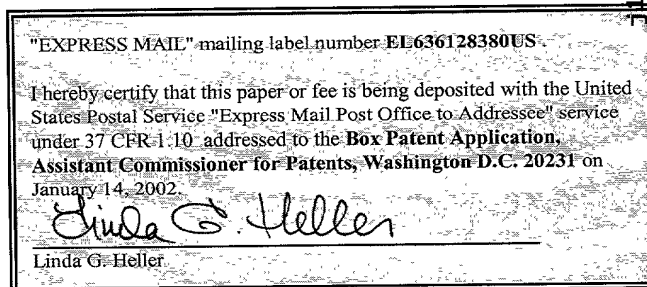 "EXPRESS MAIL" mailing label number EL636128380US .
I hereby certify that this paper or fee is being deposited with the United
States Postal Service "Express Mail Post Office to Addressee" service
under 37 CFR 1.10 addressed to the Box Patent Application,
Assistant Commissioner for Patents, Washington D.C. 20231 on
January 14, 2002.
Linda G. Heller
Linda G. Heller